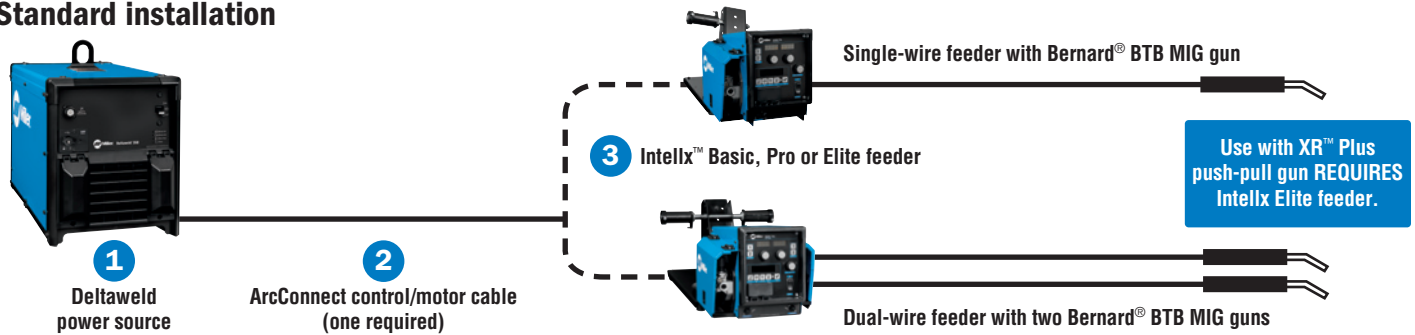 Standard installation
Single-wire feeder with Bernard® BTB MIG gun
Use with XR™ Plus
push-pull gun REQUIRES
Intellx Elite feeder.
3 Intellx™ Basic, Pro or Elite feeder
1
Deltaweld
power source
2
ArcConnect control/motor cable
(one required)
Dual-wire feeder with two Bernard® BTB MIG guns
Miller